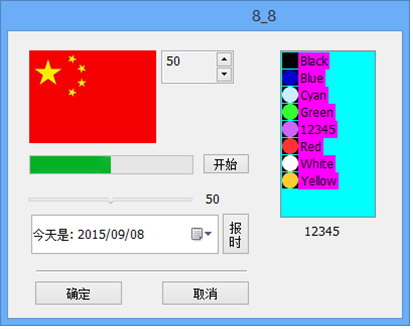 8_8
50
Black
Blue
Cyan
Green
12345
Red
White
Yellow
开始
50
今天是: 2015/09/08
报
时
12345
确定
取消